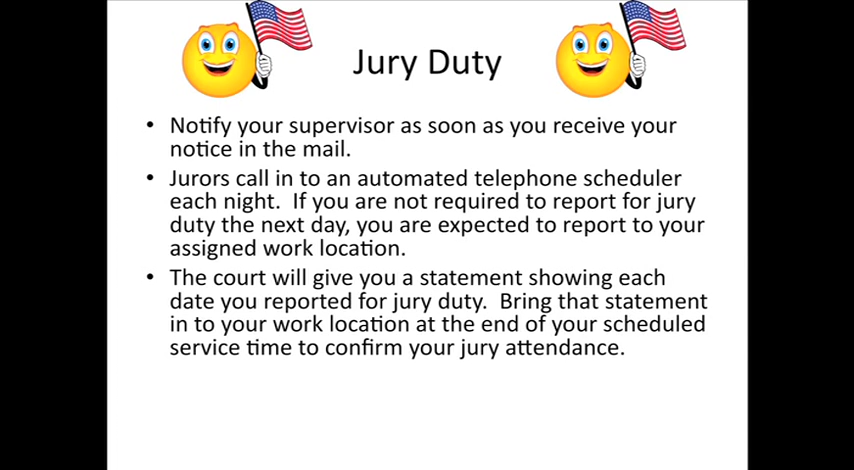 Jury Duty
• Notify your supervisor as soon as you receive your
notice in the mail.
• Jurors call in to an automated telephone scheduler
each night.  If you are not required to report for jury
duty the next day, you are expected to report to your
assigned work location.
• The court will give you a statement showing each
date you reported for jury duty.  Bring that statement
in to your work location at the end of your scheduled
service time to confirm your jury attendance.